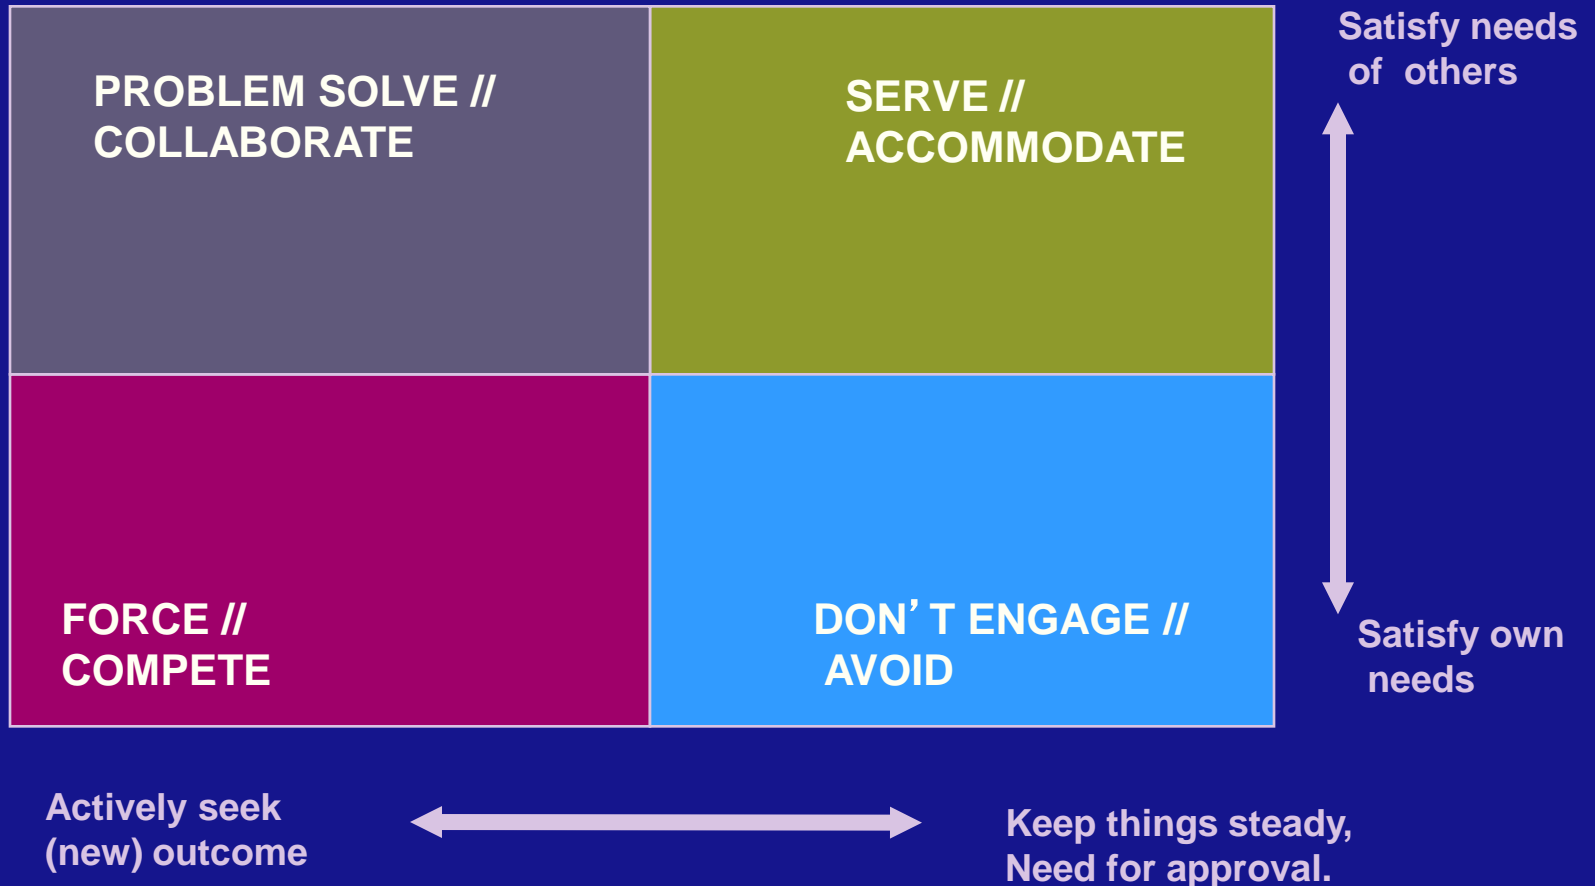 PROBLEM SOLVE //
COLLABORATE
SERVE //
ACCOMMODATE
Satisfy needs
of others
FORCE //
COMPETE
DON’ T ENGAGE //
AVOID
Satisfy own
needs
Actively seek
(new) outcome
Keep things steady,
Need for approval.